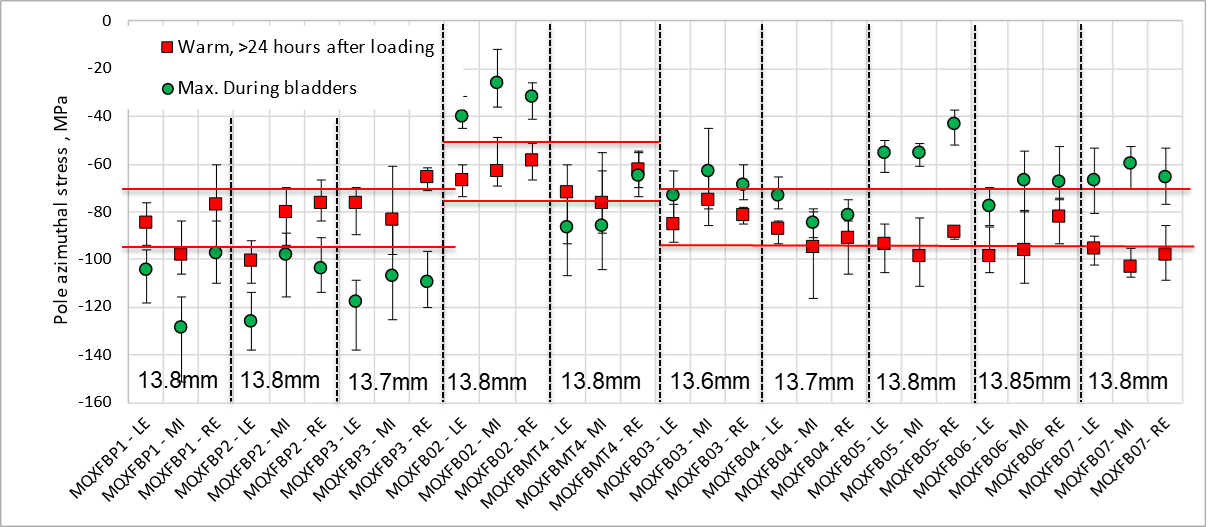 0
-20
-40
-60
-80
-100
-120
-140
-160
Pole azimuthal stress , MPa
Warm, >24 hours after loading
Max. During bladders
13.8mm
13.8mm
13.7mm
13.8mm
13.8mm
13.6mm
13.7mm
13.8mm
13.85mm
13.8mm
MQXFBP1 - LE
MQXFBP1 - MI
MQXFBP1 - RE
MQXFBP2 - LE
MQXFBP2 - MI
MQXFBP2 - RE
MQXFBP3 - LE
MQXFBP3 - MI
MQXFBP3 - RE
MQXFB02 - LE
MQXFB02 - MI
MQXFB02 - RE
MQXFBMT4 - LE
MQXFBMT4- MI
MQXFBMT4 - RE
MQXFB03 - LE
MQXFB03 - MI
MQXFB03 - RE
MQXFB04 - LE
MQXFB04 - MI
MQXFB04 - RE
MQXFB05 - LE
MQXFB05 - MI
MQXFB05- RE
MQXFB06 - LE
MQXFB06- MI
MQXFB06- RE
MQXFB07- LE
MQXFB07- MI
MQXFB07- RE